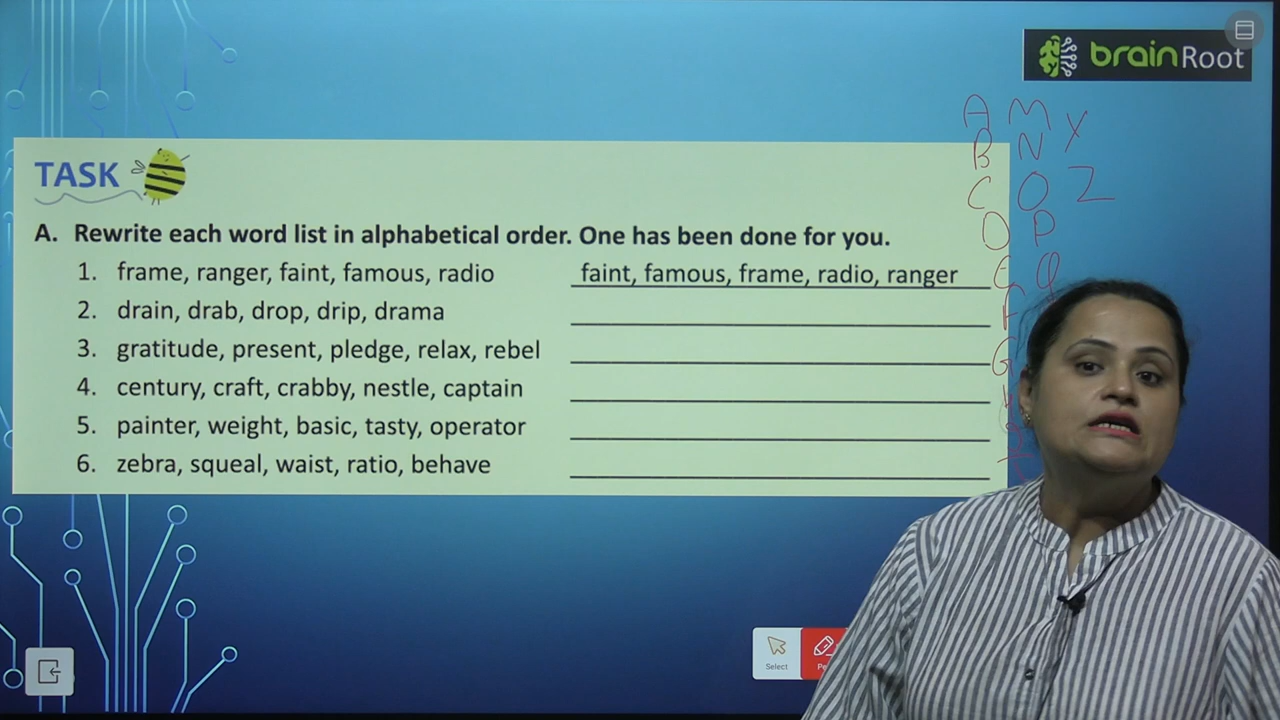 brainRoot
A M Y
B N
C O Z
D P
E Q
F
G
TASK
A. Rewrite each word list in alphabetical order. One has been done for you.
1. frame, ranger, faint, famous, radio faint, famous, frame, radio, ranger
2. drain, drab, drop, drip, drama
3. gratitude, present, pledge, relax, rebel
4. century, craft, crabby, nestle, captain
5. painter, weight, basic, tasty, operator
6. zebra, squeal, waist, ratio, behave
Select